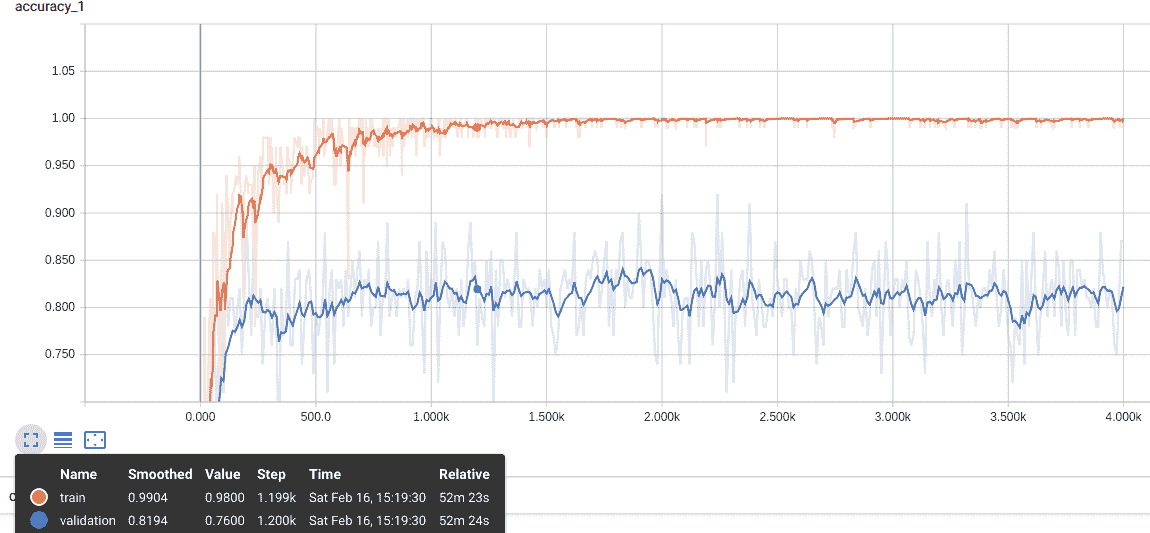 accuracy_1
1.05
1.00
0.950
0.900
0.850
0.800
0.750
0.000 500.0 1.000k 1.500k 2.000k 2.500k 3.000k 3.500k 4.000k
Name Smoothed Value Step Time Relative
train 0.9904 0.9800 1.199k Sat Feb 16, 15:19:30 52m 23s
validation 0.8194 0.7600 1.200k Sat Feb 16, 15:19:30 52m 24s